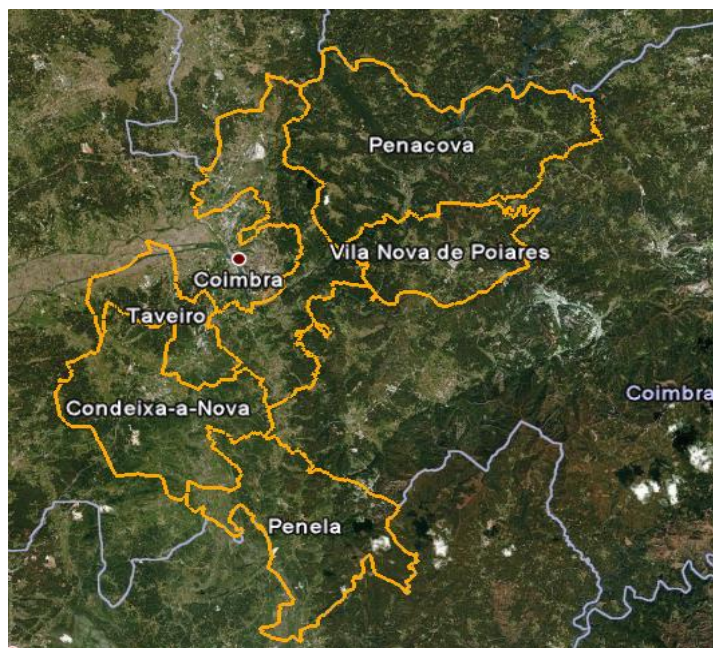 Penacova
Vila Nova de Poiares
Coimbra
Taveiro
Coimbra
Condeixa-a-Nova
Penela